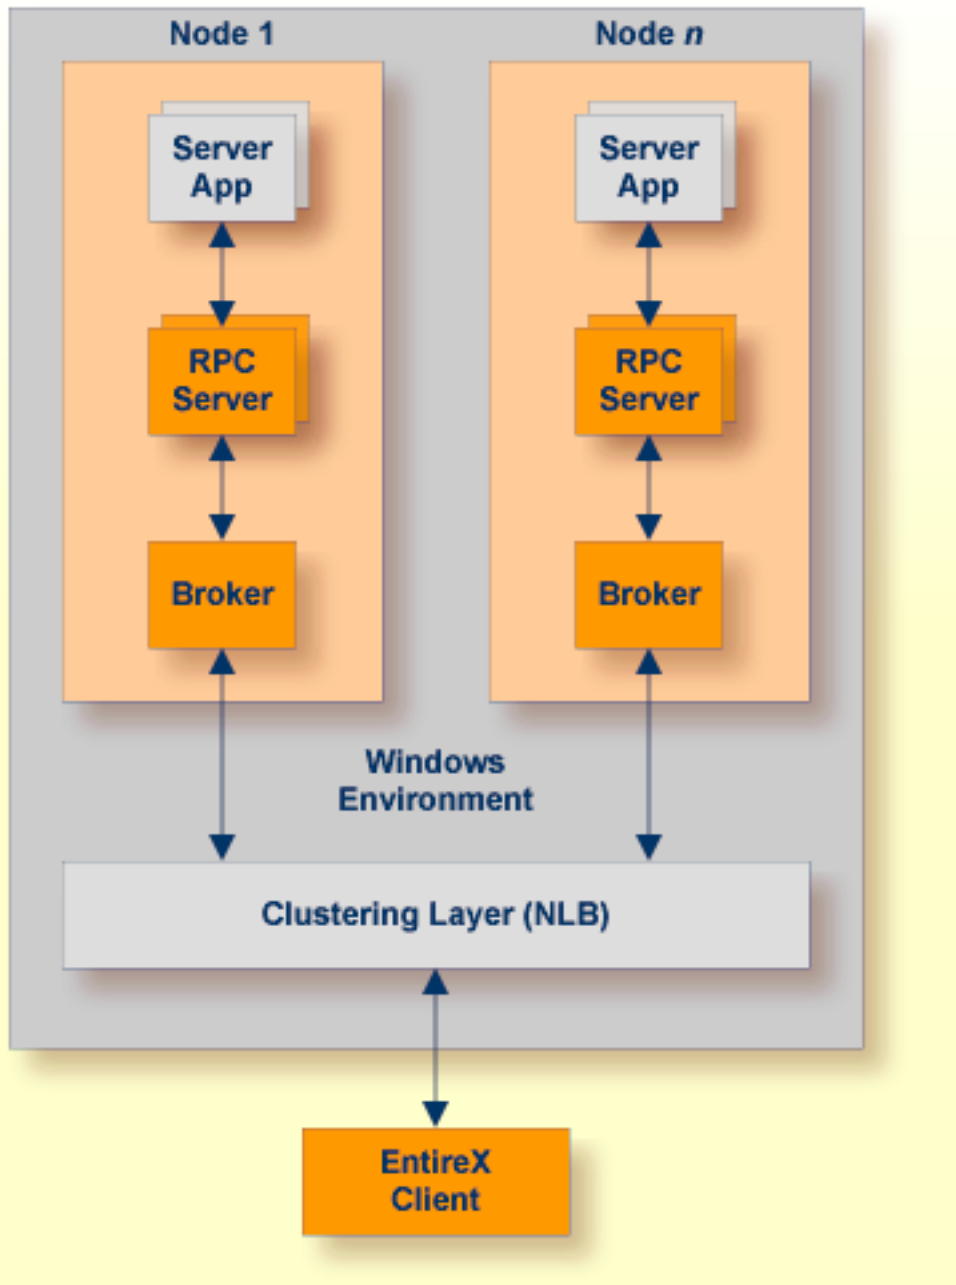 Node 1
Node n
Server
App
Server
App
RPC
Server
RPC
Server
Broker
Broker
Windows
Environment
Clustering Layer (NLB)
EntireX
Client